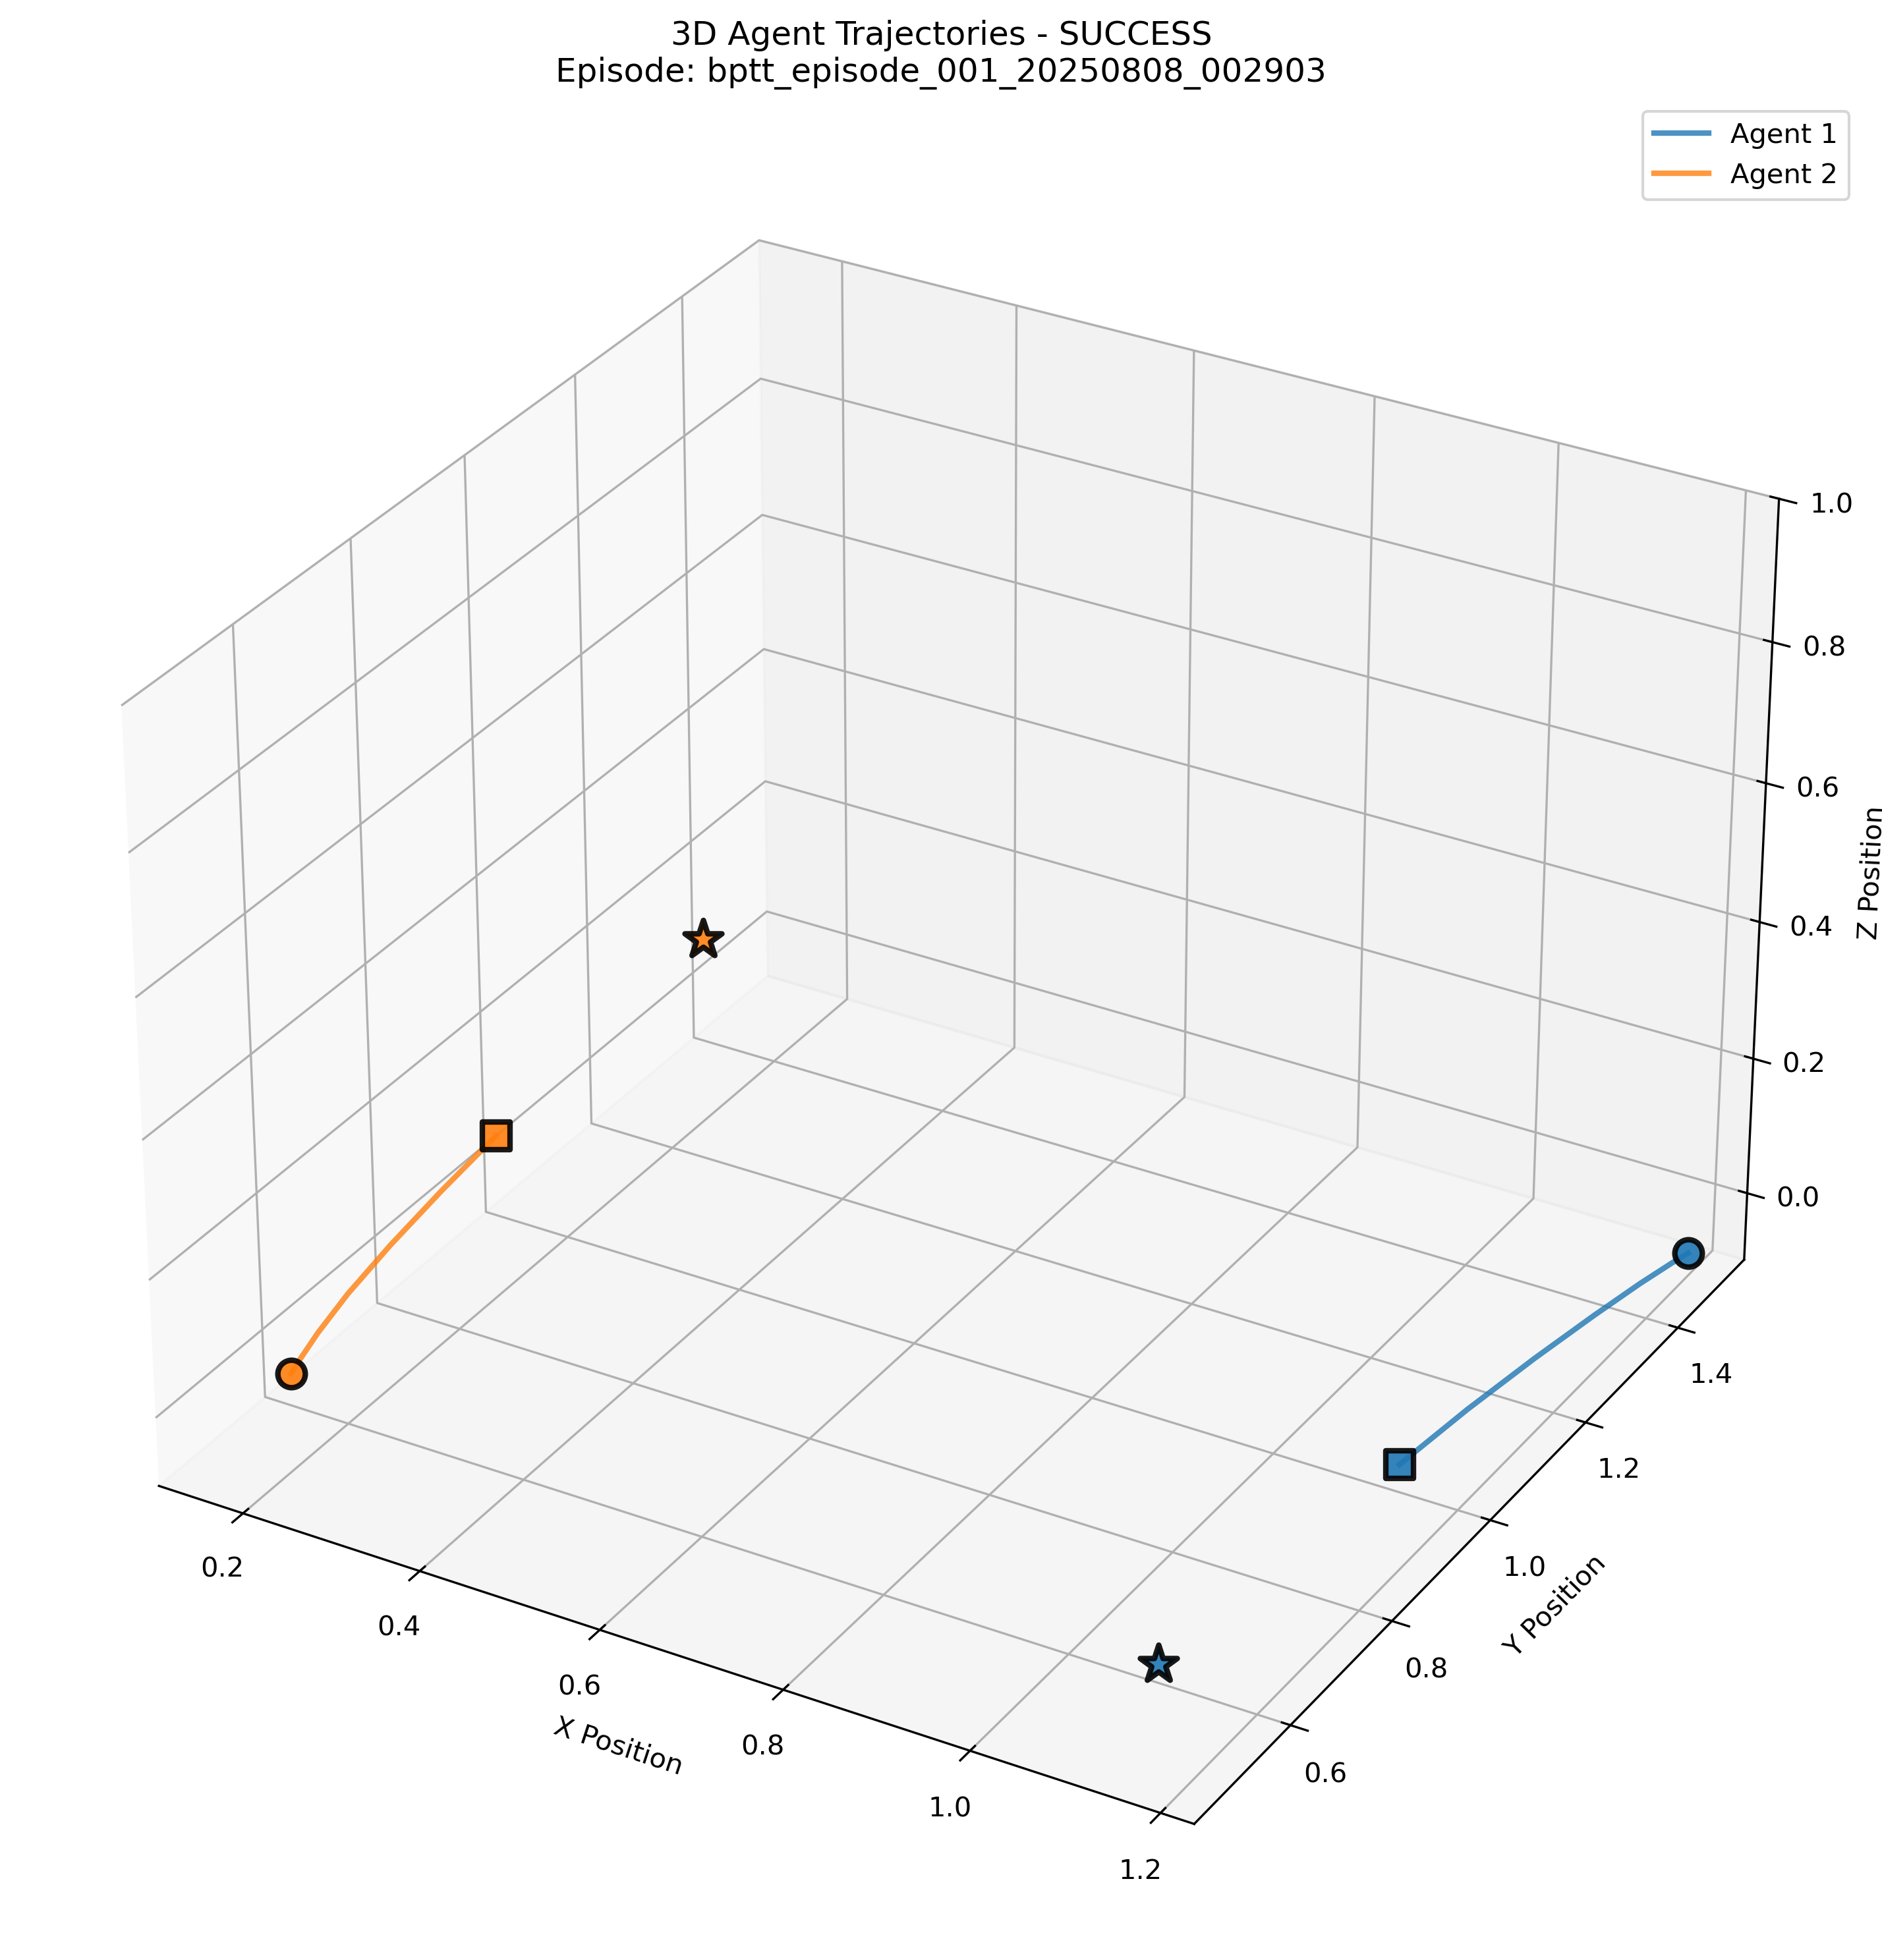 3D Agent Trajectories - SUCCESS
Episode: bptt_episode_001_20250808_002903
Agent 1
Agent 2
1.0
0.8
0.6
0.4
0.2
0.0
Z Position
1.4
1.2
1.0
0.8
0.6
Y Position
0.2
0.4
0.6
0.8
1.0
1.2
X Position